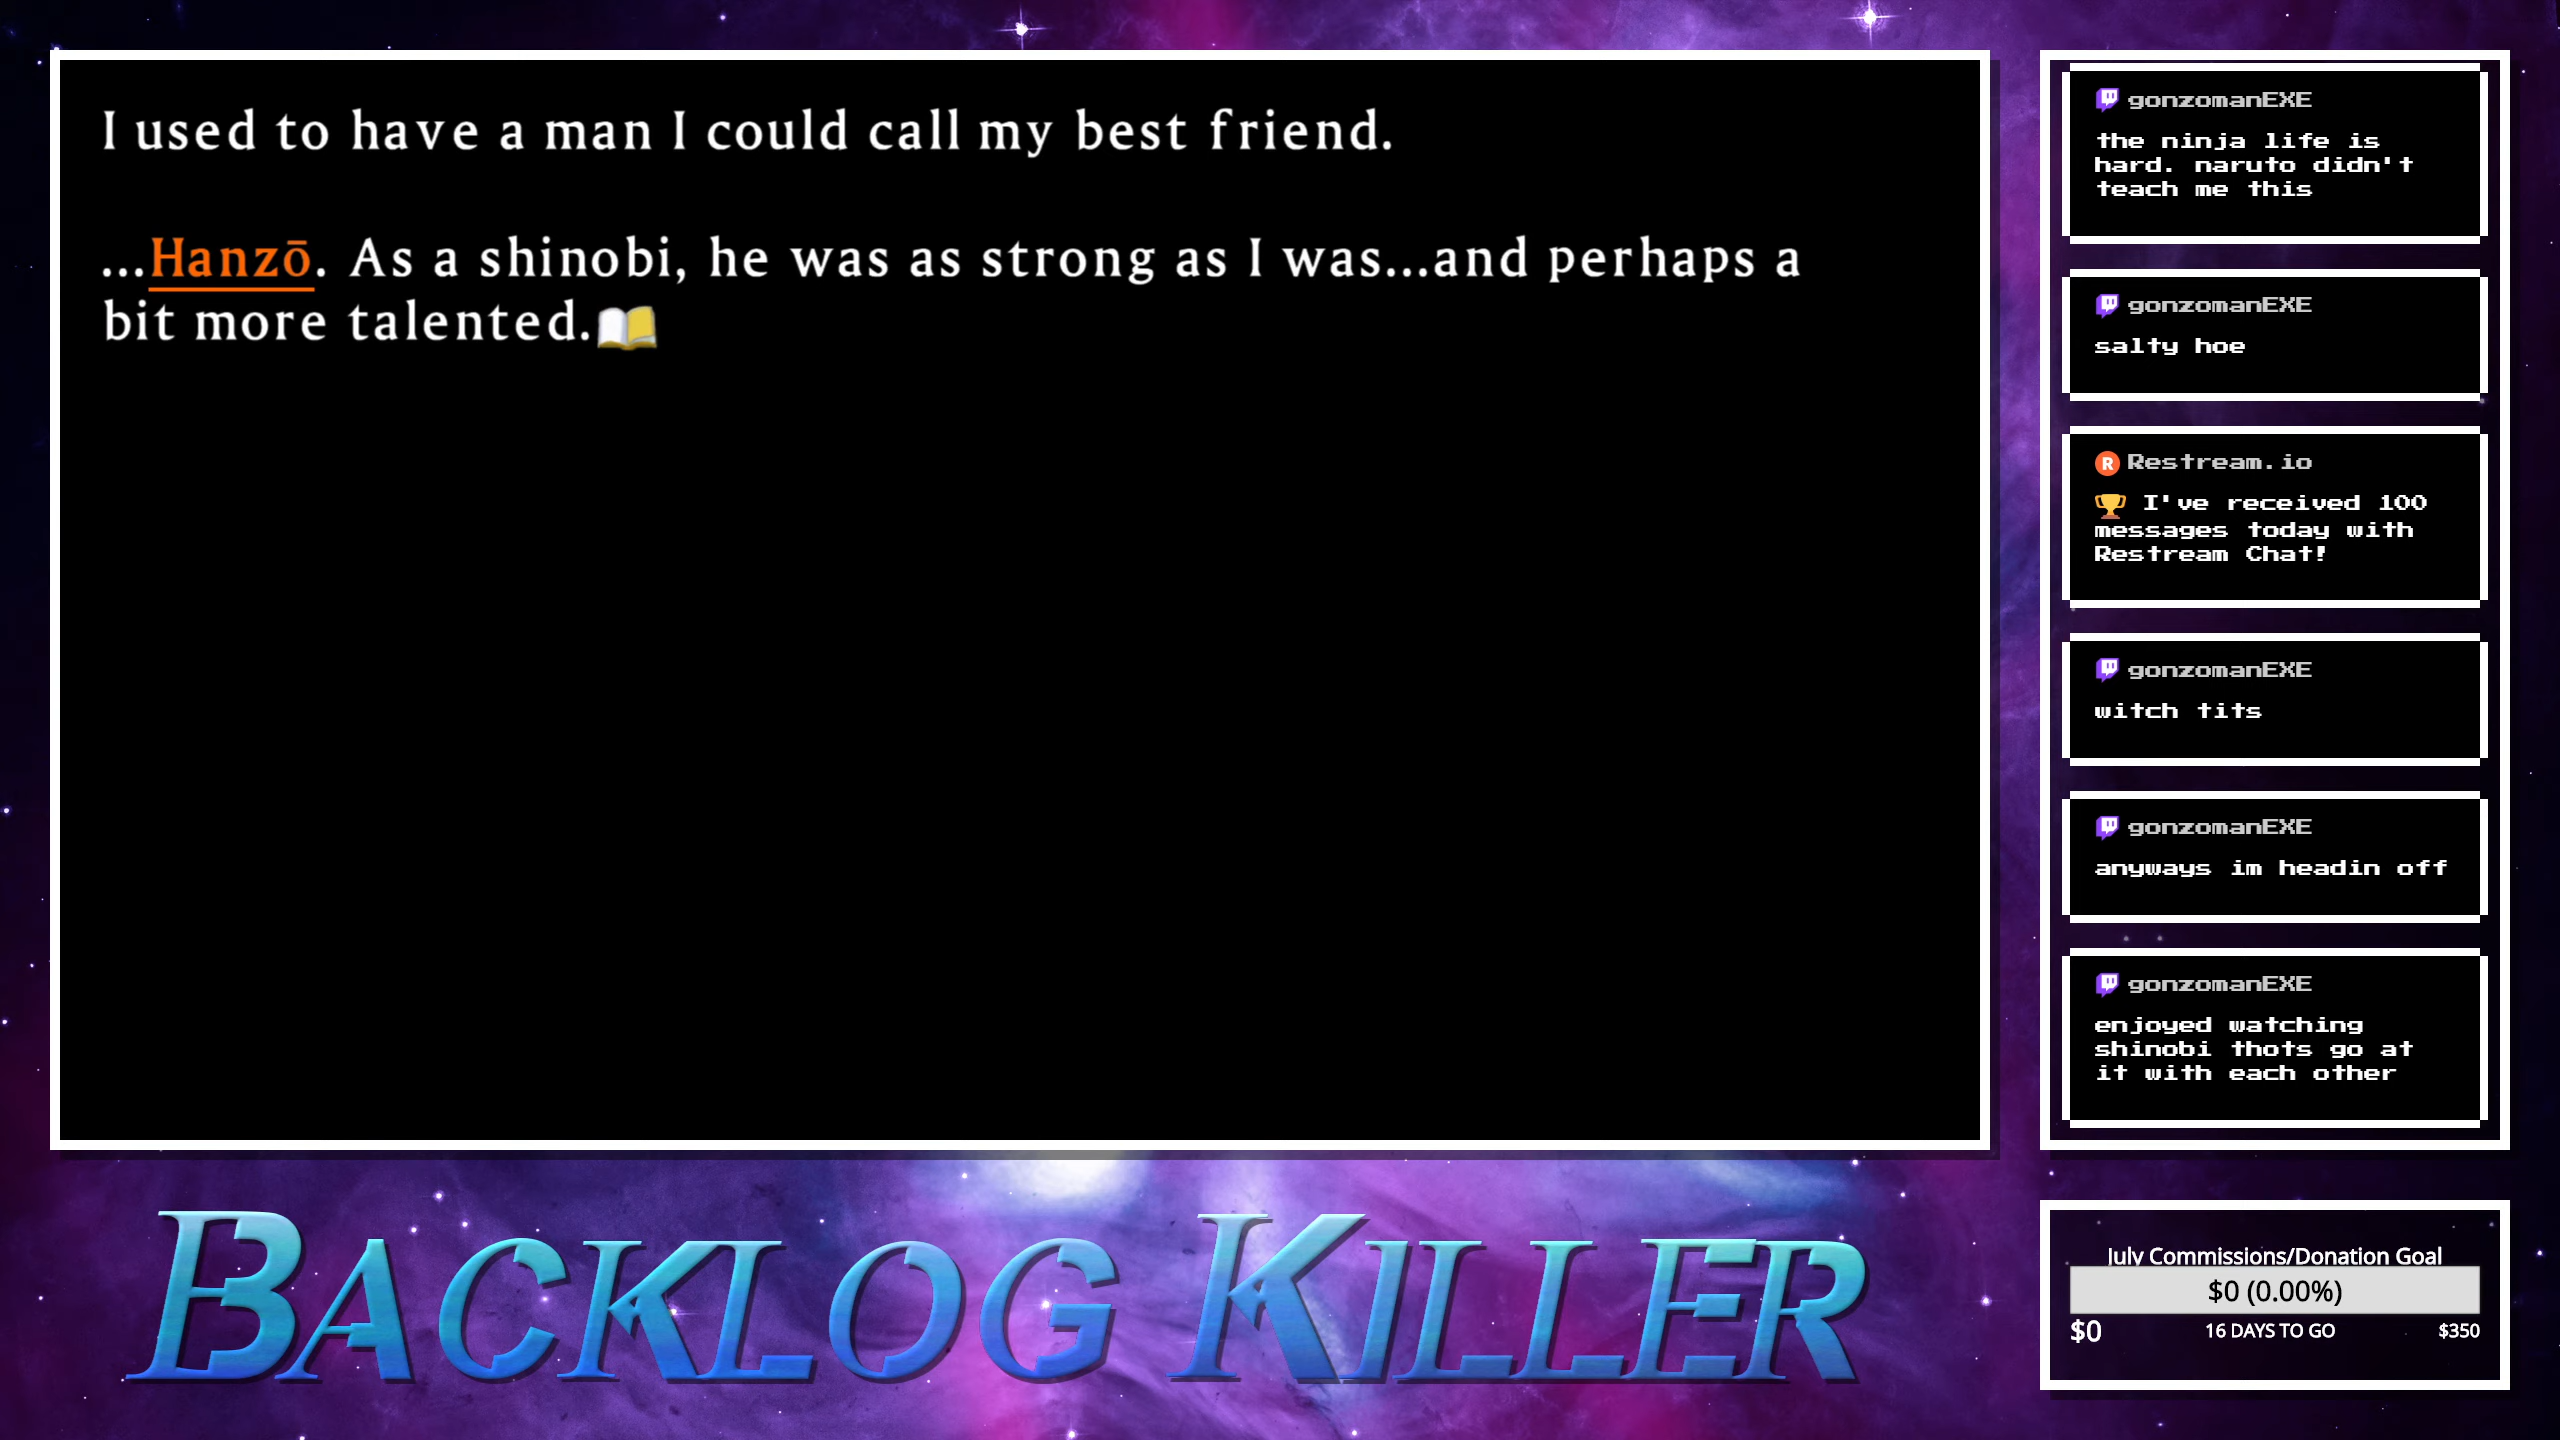 I used to have a man I could call my best friend.
...Hanzō. As a shinobi, he was as strong as I was...and perhaps a
bit more talented.
gonzomanEXE
the ninja life is
hard. naruto didn't
teach me this
gonzomanEXE
salty hoe
Restream.io
I've received 100
messages today with
Restream Chat!
gonzomanEXE
witch tits
gonzomanEXE
anyways im headin off
gonzomanEXE
enjoyed watching
shinobi thots go at
it with each other
BACKLOG KILLER
July Commissions/Donation Goal
$0 (0.00%)
$0 16 DAYS TO GO $350